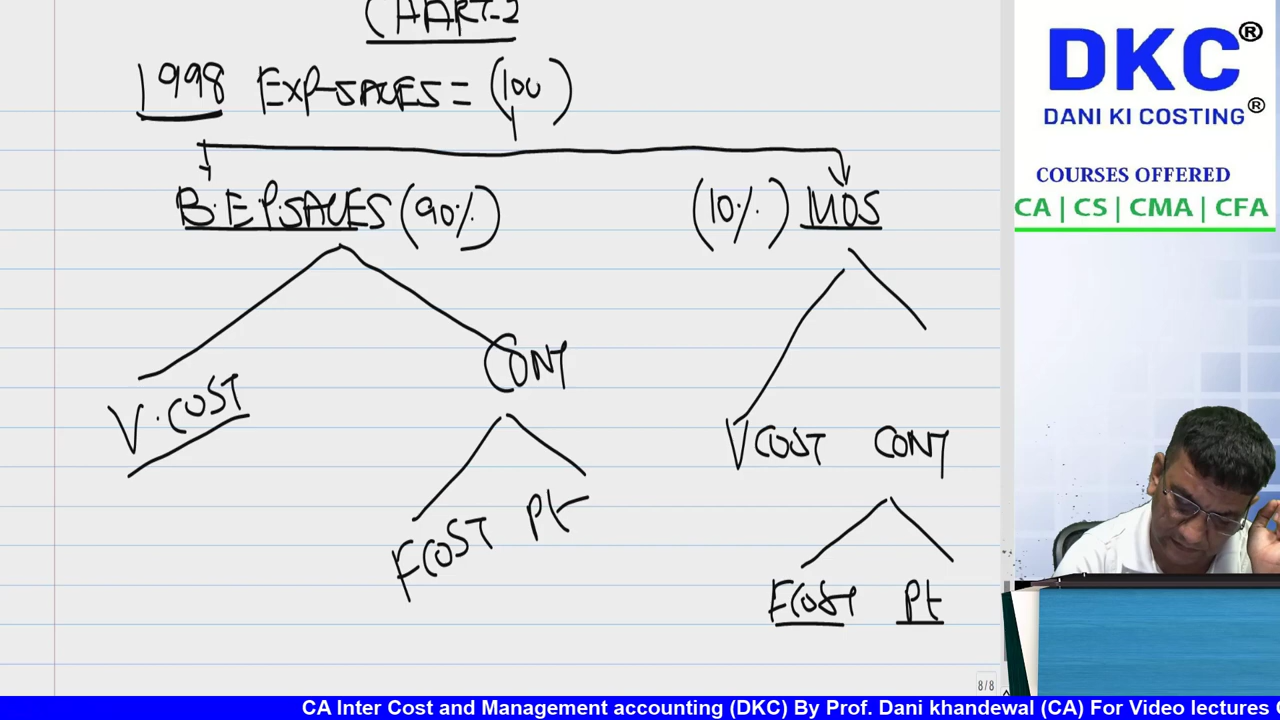 CHART-2
1998 EXP-SALES = (100)
B.E.P.SALES (90%)
(10%) MOS
V.COST
CONT
FCOST Pt
VCOST CONT
FCOST Pt
8/8
DKC®
DANI KI COSTING®
COURSES OFFERED
CA | CS | CMA | CFA
CA Inter Cost and Management accounting (DKC) By Prof. Dani khandewal (CA) For Video lectures